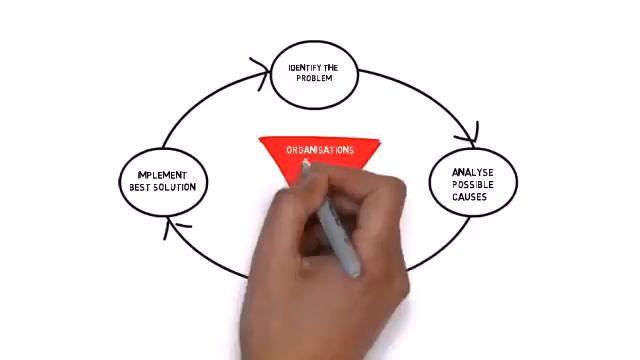 IDENTIFY THE
PROBLEM
ORGANISATIONS
IMPLEMENT
BEST SOLUTION
ANALYSE
POSSIBLE
CAUSES